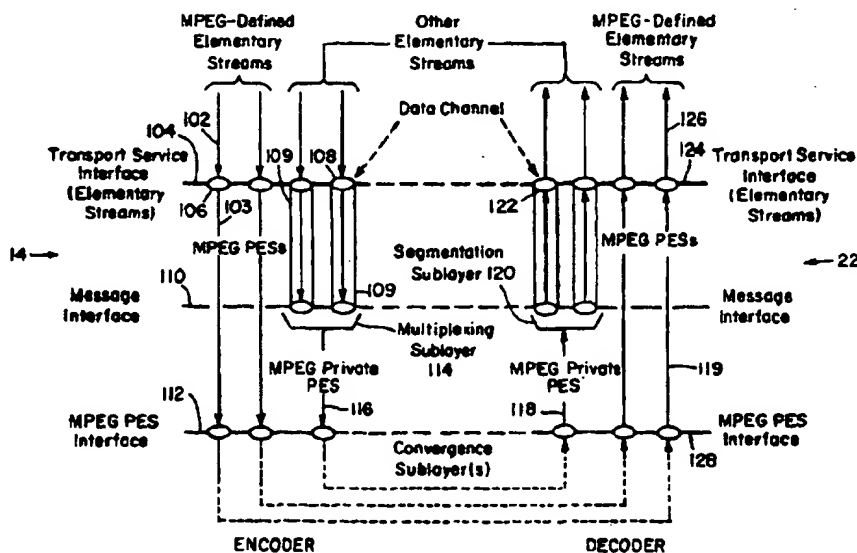 MPEG-Defined
Elementary
Streams
Other
Elementary
Streams
MPEG-Defined
Elementary
Streams
102
104
Data Channel
126
124
Transport Service
Interface
(Elementary
Streams)
109
108
106
103
122
Transport Service
Interface
(Elementary
Streams)
14
MPEG PESs
Segmentation
Sublayer 120
MPEG PESs
22
110
Message
Interface
109
Message
Interface
Multiplexing
Sublayer
114
MPEG Private
PES
116
MPEG Private
PES
118
119
112
MPEG PES
Interface
Convergence
Sublayer(s)
MPEG PES
Interface
128
ENCODER
DECODER